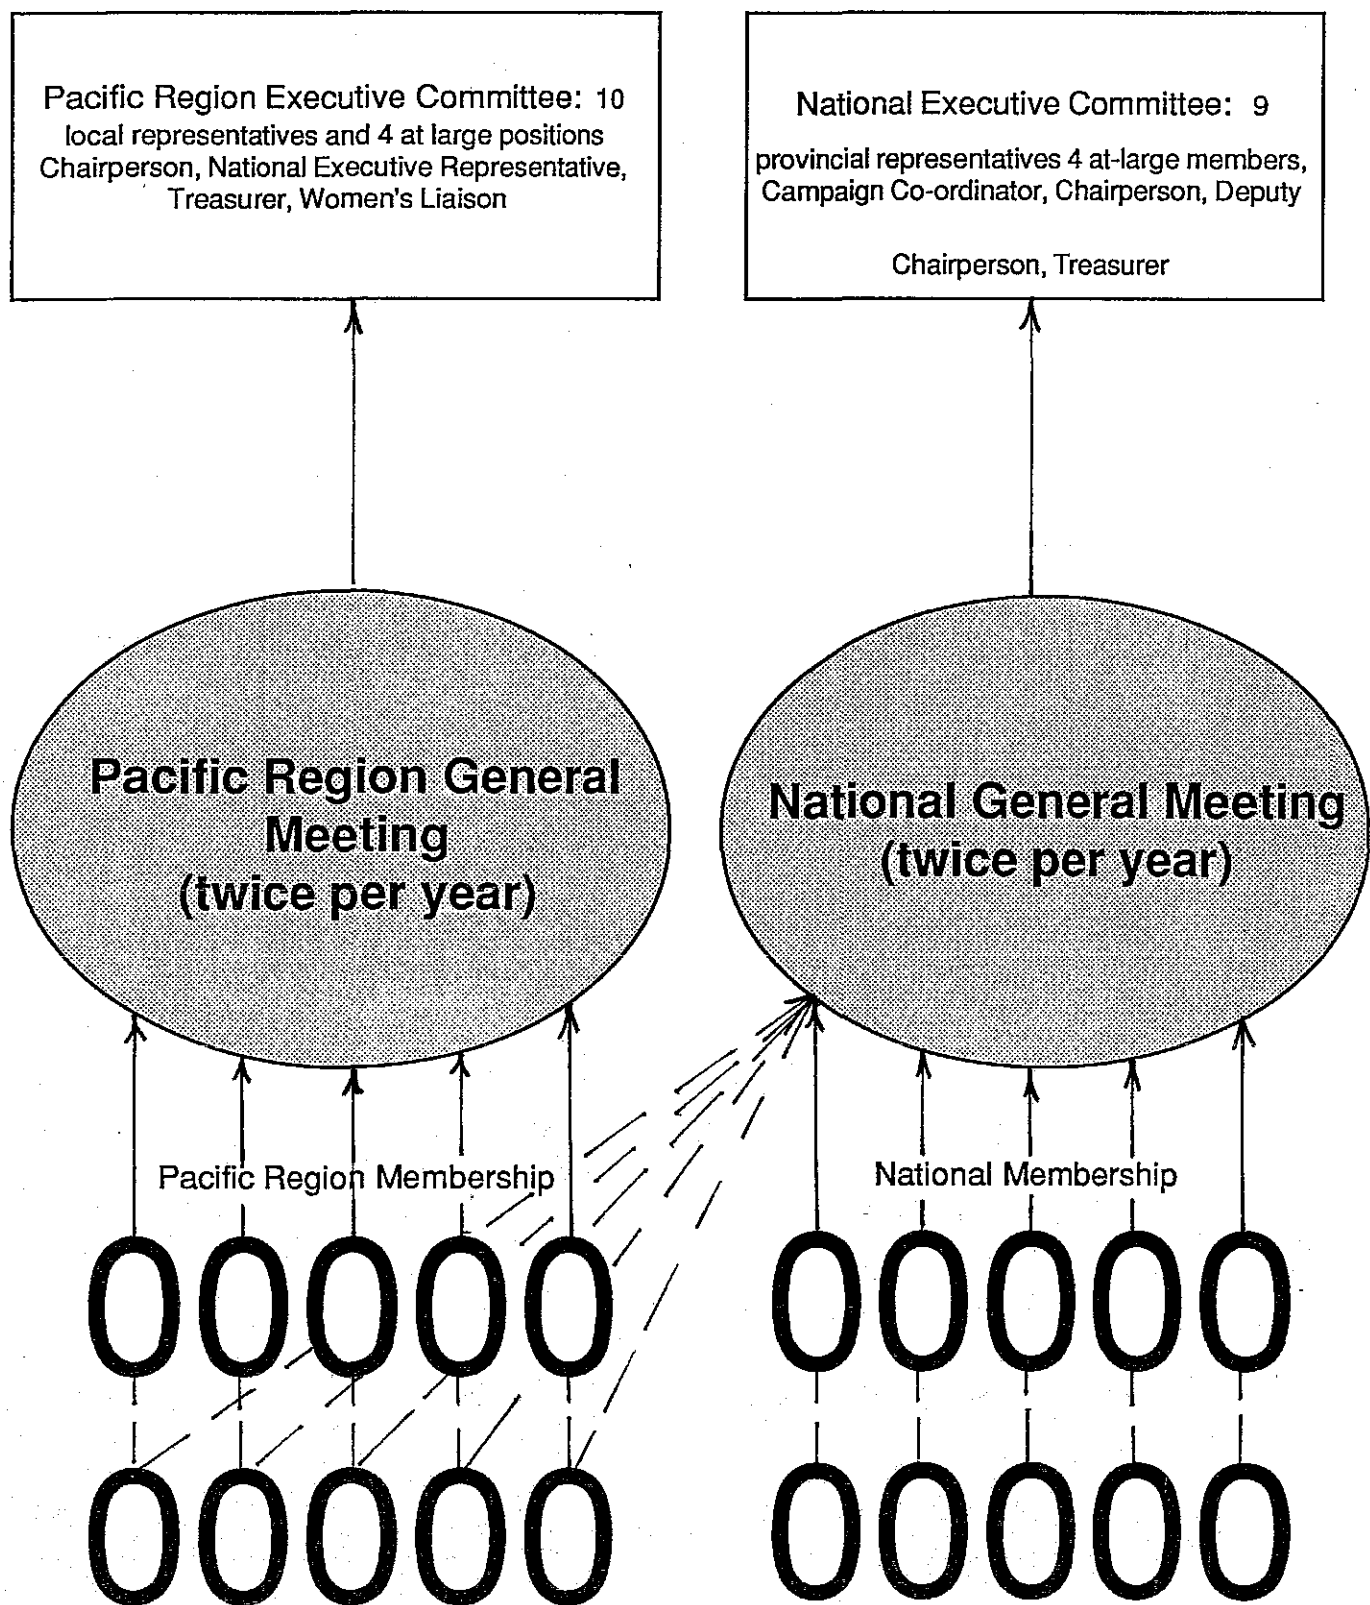 Pacific Region Executive Committee: 10
local representatives and 4 at large positions
Chairperson, National Executive Representative,
Treasurer, Women's Liaison
National Executive Committee: 9
provincial representatives 4 at-large members,
Campaign Co-ordinator, Chairperson, Deputy
Chairperson, Treasurer
Pacific Region General
Meeting
(twice per year)
National General Meeting
(twice per year)
Pacific Region Membership
National Membership